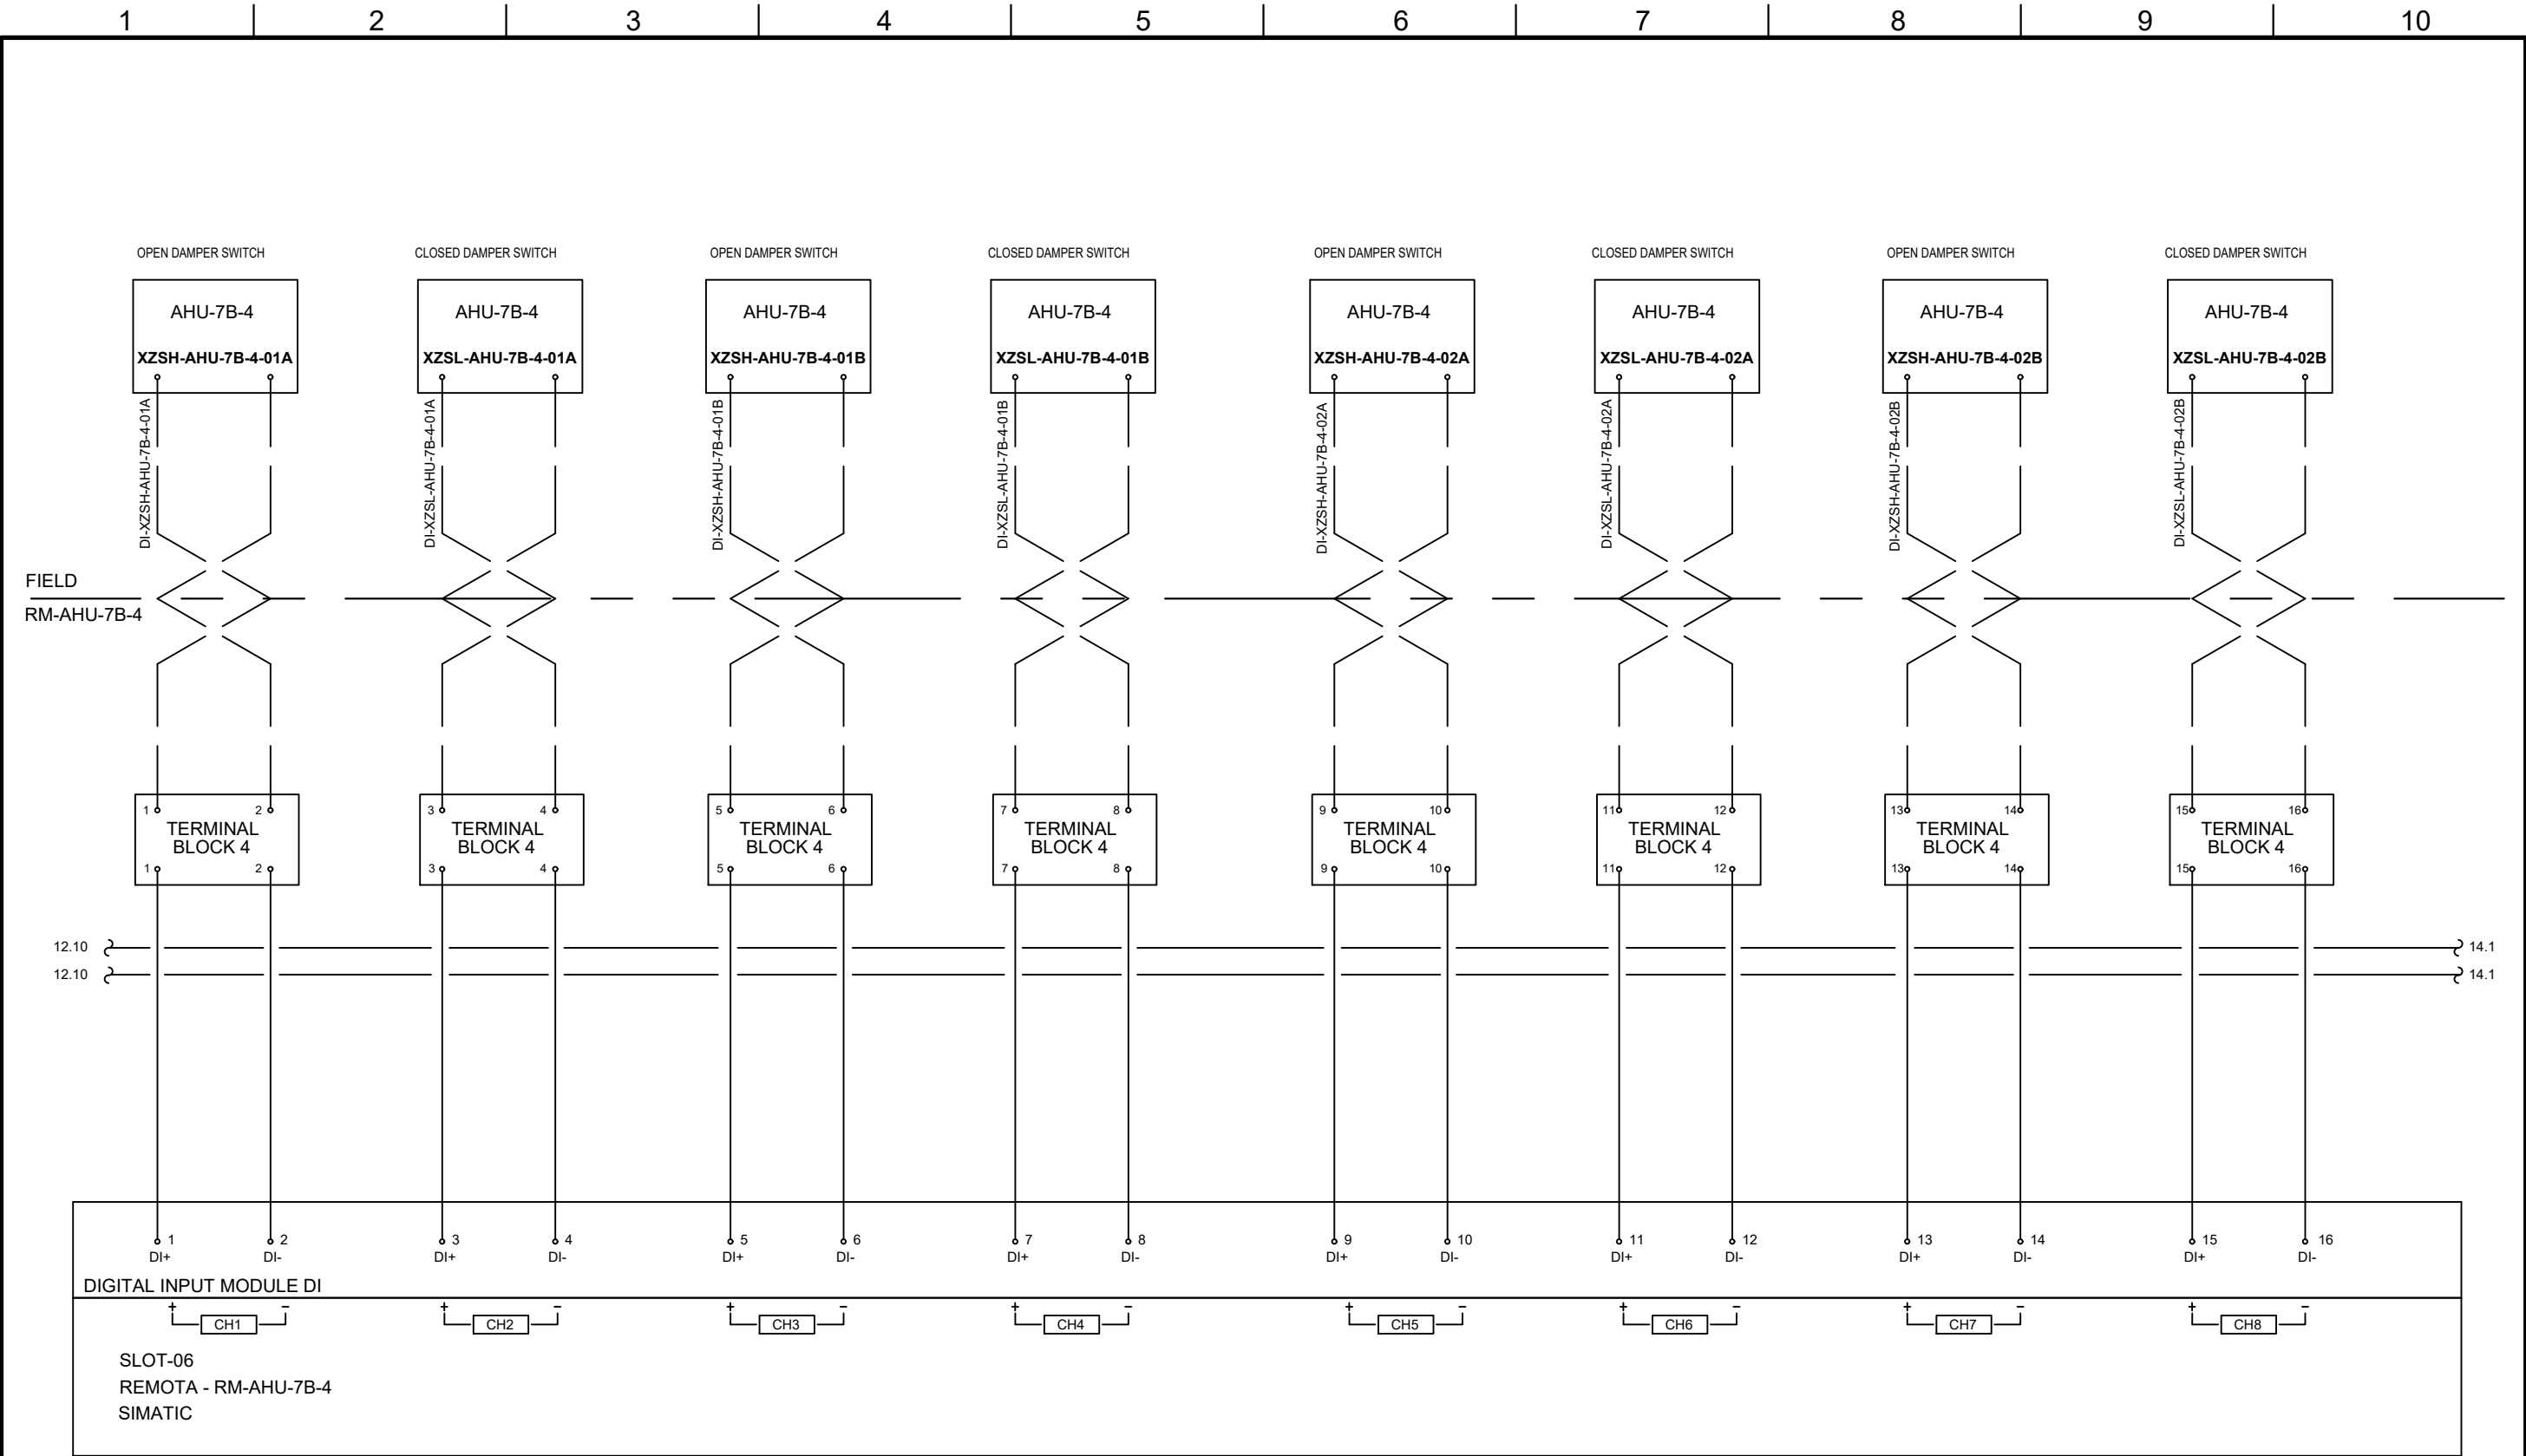 1 2 3 4 5 6 7 8 9 10
OPEN DAMPER SWITCH CLOSED DAMPER SWITCH OPEN DAMPER SWITCH CLOSED DAMPER SWITCH OPEN DAMPER SWITCH CLOSED DAMPER SWITCH OPEN DAMPER SWITCH CLOSED DAMPER SWITCH
AHU-7B-4 AHU-7B-4 AHU-7B-4 AHU-7B-4 AHU-7B-4 AHU-7B-4 AHU-7B-4 AHU-7B-4
XZSH-AHU-7B-4-01A XZSL-AHU-7B-4-01A XZSH-AHU-7B-4-01B XZSL-AHU-7B-4-01B XZSH-AHU-7B-4-02A XZSL-AHU-7B-4-02A XZSH-AHU-7B-4-02B XZSL-AHU-7B-4-02B
DI-XZSH-AHU-7B-4-01A
DI-XZSL-AHU-7B-4-01A
DI-XZSH-AHU-7B-4-01B
DI-XZSL-AHU-7B-4-01B
DI-XZSH-AHU-7B-4-02A
DI-XZSL-AHU-7B-4-02A
DI-XZSH-AHU-7B-4-02B
DI-XZSL-AHU-7B-4-02B
FIELD
RM-AHU-7B-4
1 2 3 4 5 6 7 8 9 10 11 12 13 14 15 16
TERMINAL TERMINAL TERMINAL TERMINAL TERMINAL TERMINAL TERMINAL TERMINAL
BLOCK 4 BLOCK 4 BLOCK 4 BLOCK 4 BLOCK 4 BLOCK 4 BLOCK 4 BLOCK 4
1 2 3 4 5 6 7 8 9 10 11 12 13 14 15 16
12.10 14.1
12.10 14.1
1 2 3 4 5 6 7 8 9 10 11 12 13 14 15 16
DI+ DI- DI+ DI- DI+ DI- DI+ DI- DI+ DI- DI+ DI- DI+ DI- DI+ DI-
DIGITAL INPUT MODULE DI
+ - + - + - + - + - + - + - + -
CH1 CH2 CH3 CH4 CH5 CH6 CH7 CH8
SLOT-06
REMOTA - RM-AHU-7B-4
SIMATIC